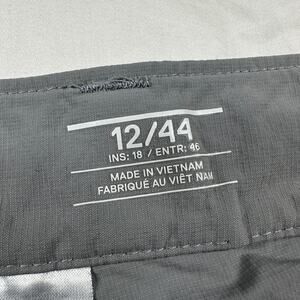 12/44
INS: 18 / ENTR: 46
MADE IN VIETNAM
FABRIQUÉ AU VIÊT NAM